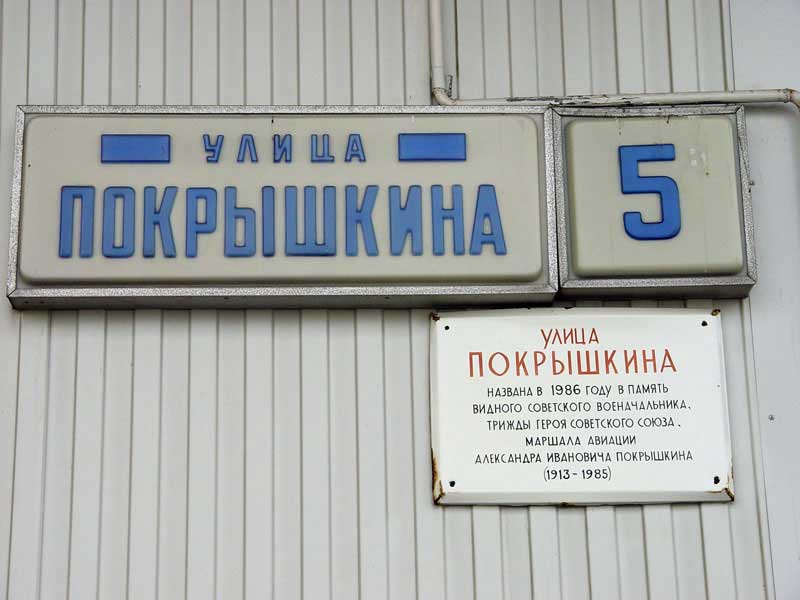 УЛИЦА
ПОКРЫШКИНА
5
УЛИЦА
ПОКРЫШКИНА
НАЗВАНА В 1986 ГОДУ В ПАМЯТЬ
ВИДНОГО СОВЕТСКОГО ВОЕНАЧАЛЬНИКА,
ТРИЖДЫ ГЕРОЯ СОВЕТСКОГО СОЮЗА,
МАРШАЛА АВИАЦИИ
АЛЕКСАНДРА ИВАНОВИЧА ПОКРЫШКИНА
(1913-1985)